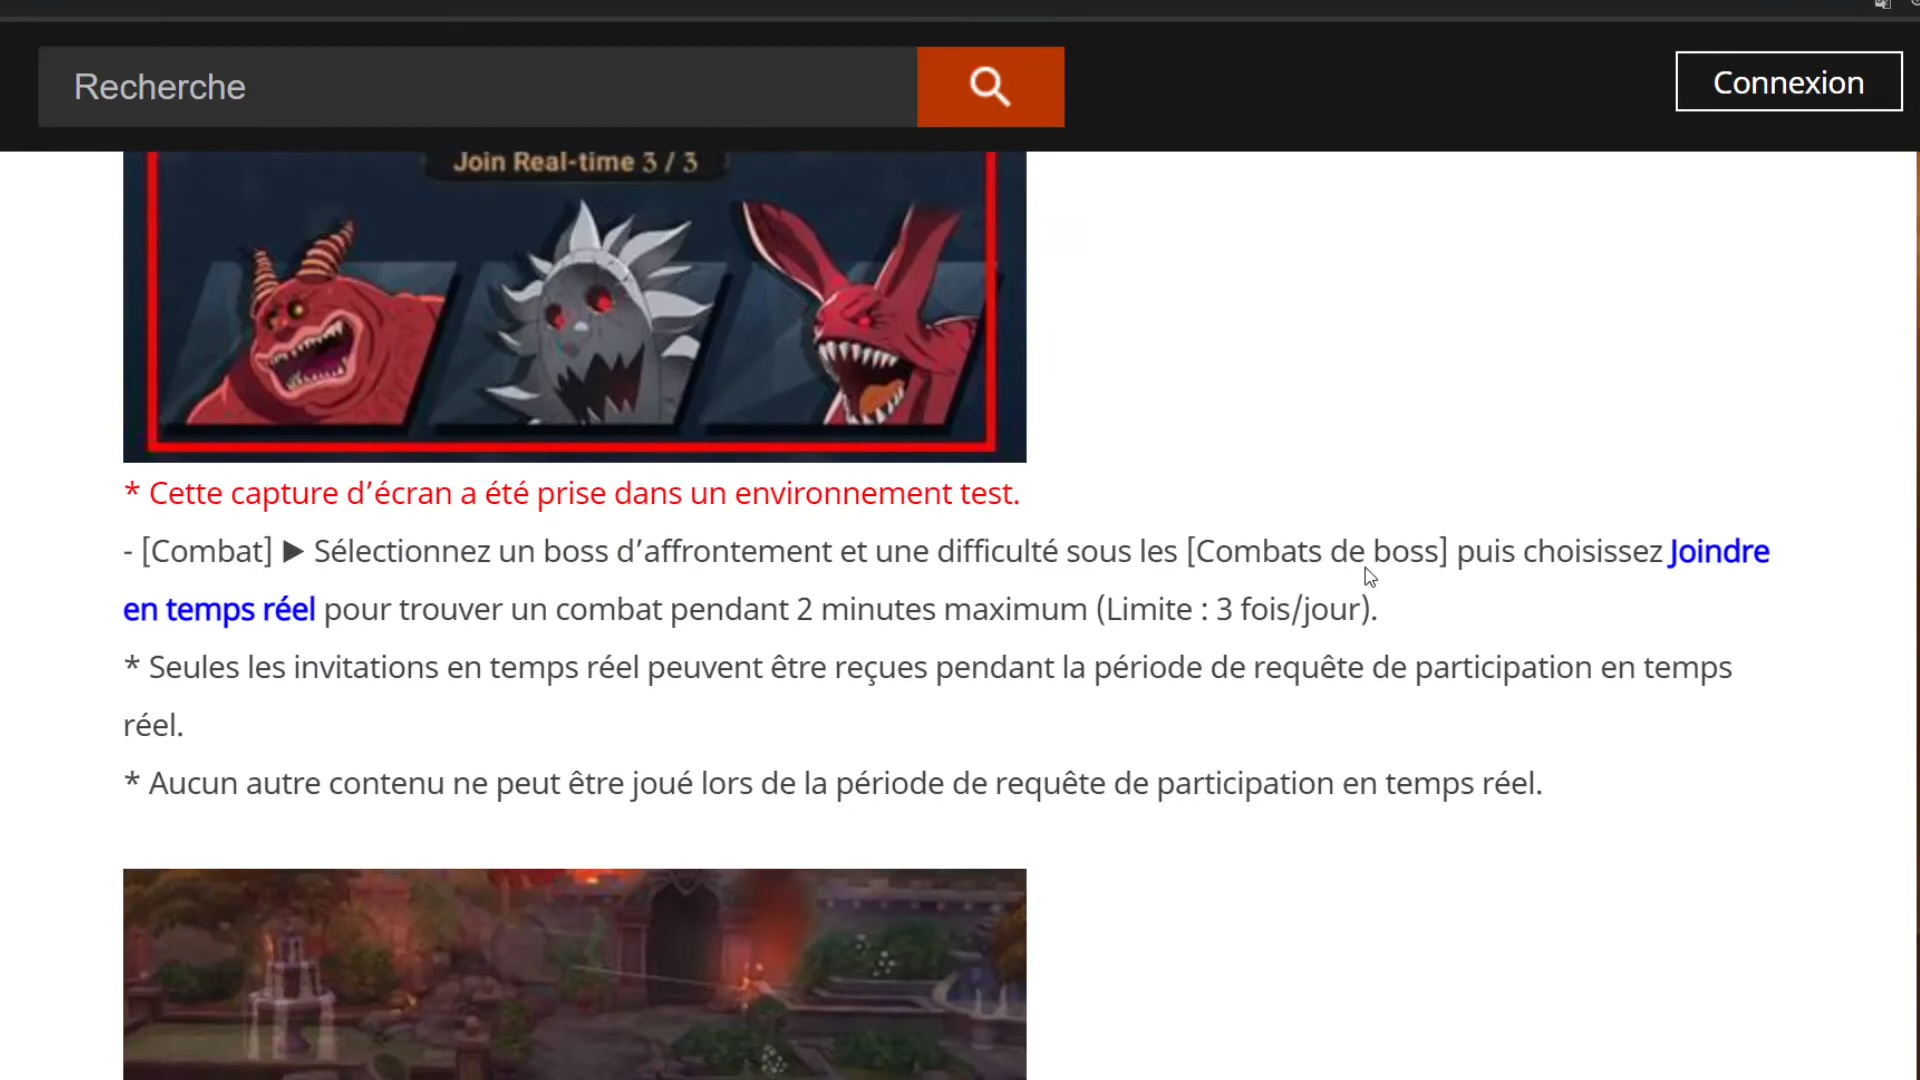 Recherche
Connexion
Join Real-time 3 / 3
* Cette capture d’écran a été prise dans un environnement test.
- [Combat] ▶ Sélectionnez un boss d’affrontement et une difficulté sous les [Combats de boss] puis choisissez Joindre
en temps réel pour trouver un combat pendant 2 minutes maximum (Limite : 3 fois/jour).
* Seules les invitations en temps réel peuvent être reçues pendant la période de requête de participation en temps
réel.
* Aucun autre contenu ne peut être joué lors de la période de requête de participation en temps réel.